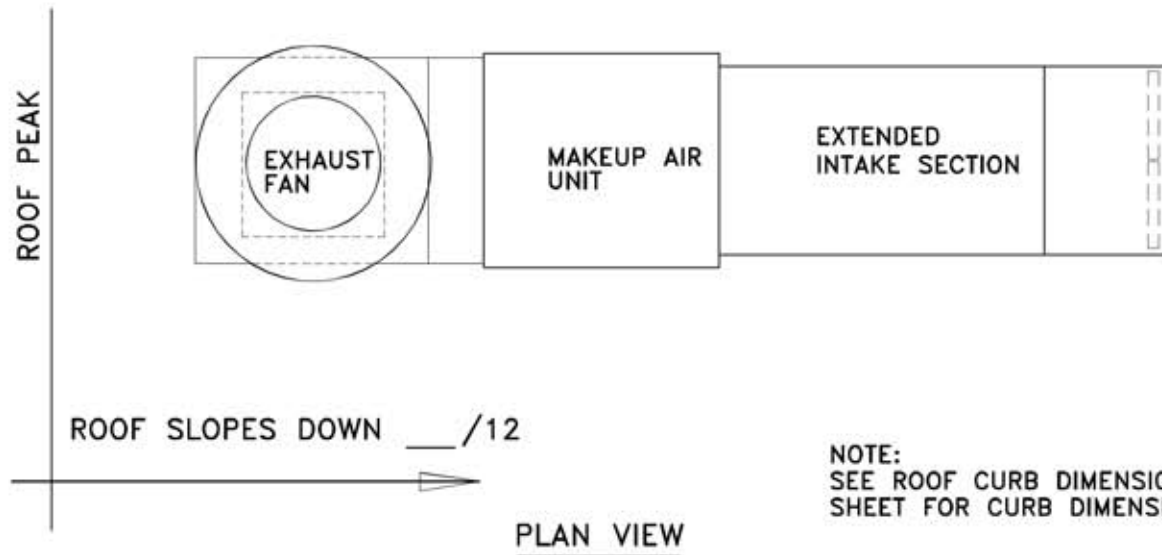 ROOF PEAK
EXHAUST
FAN
MAKEUP AIR
UNIT
EXTENDED
INTAKE SECTION
ROOF SLOPES DOWN ___/12
NOTE:
SEE ROOF CURB
SHEET FOR CURB
PLAN VIEW